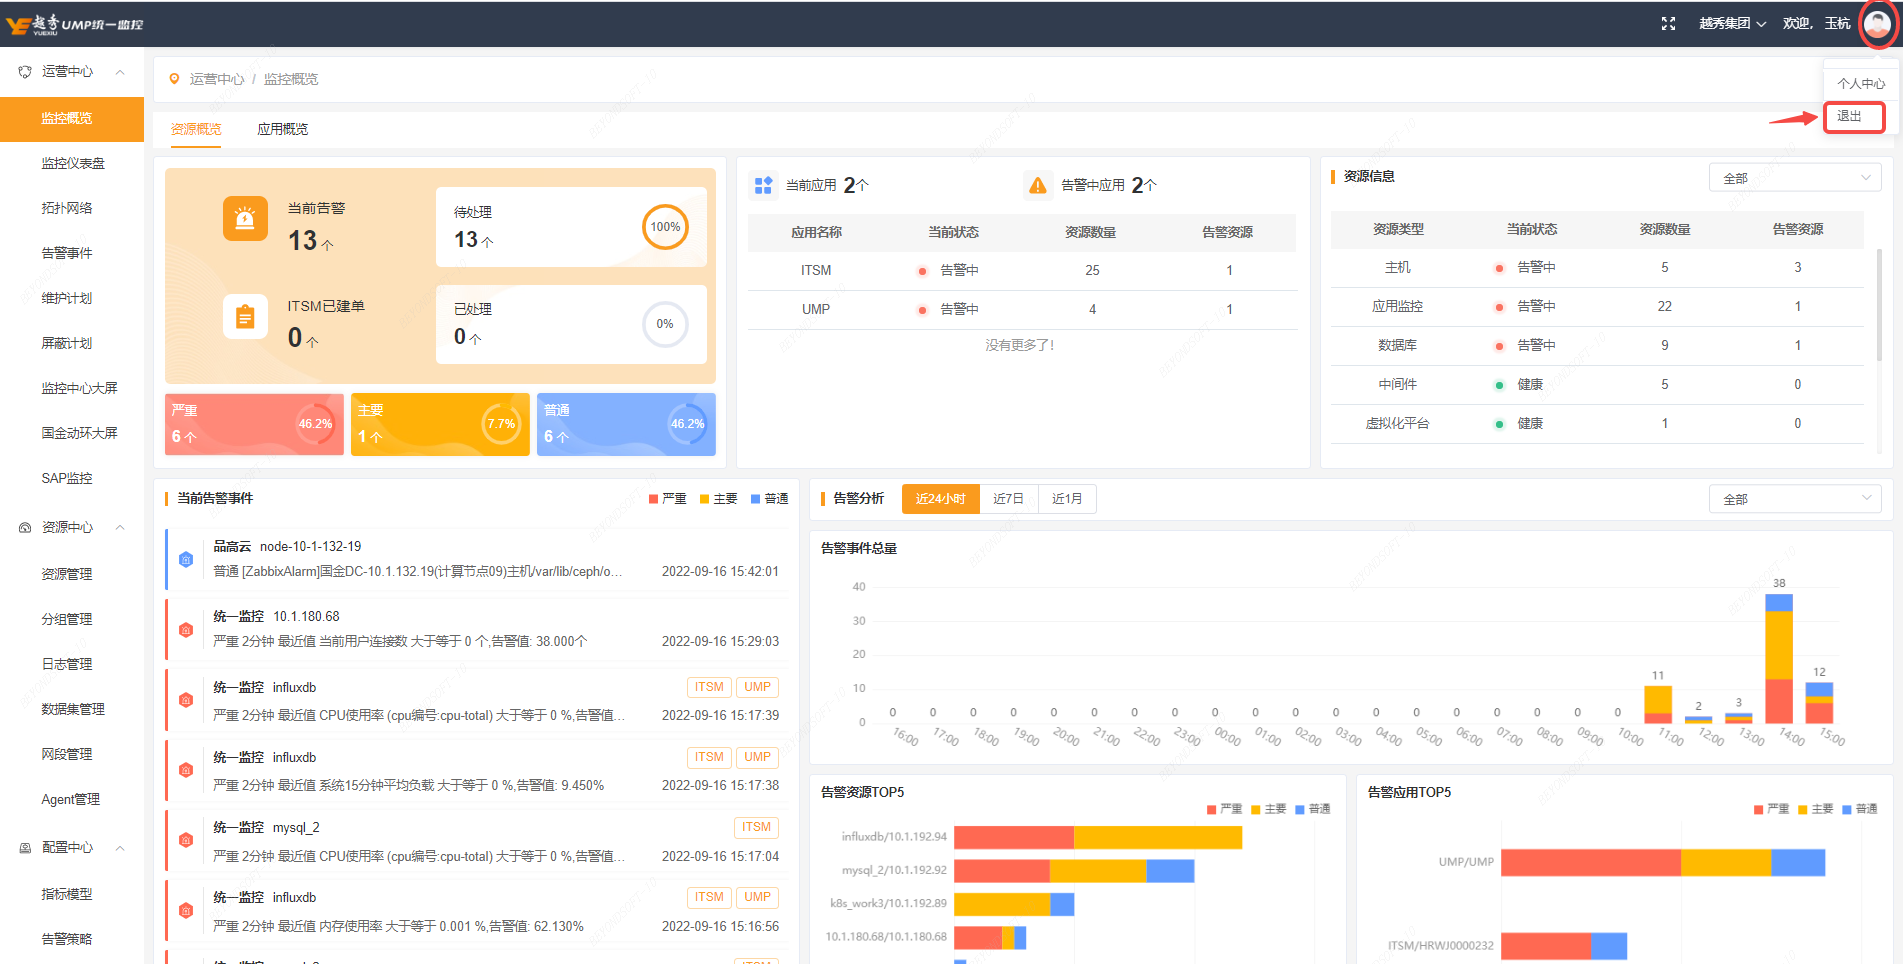 越秀 YUEXIU UMP统一监控
越秀集团
欢迎, 玉杭
个人中心
退出
运营中心
监控概览
监控仪表盘
拓扑网络
告警事件
维护计划
屏蔽计划
监控中心大屏
国金动环大屏
SAP监控
资源中心
资源管理
分组管理
日志管理
数据集管理
网段管理
Agent管理
配置中心
指标模型
告警策略
运营中心 / 监控概览
资源概览 应用概览
当前告警
13 个
待处理
13 个
100%
ITSM已建单
0 个
已处理
0 个
0%
严重
6 个
46.2%
主要
1 个
7.7%
普通
6 个
46.2%
当前应用 2个 告警中应用 2个
应用名称 当前状态 资源数量 告警资源
ITSM 告警中 25 1
UMP 告警中 4 1
没有更多了!
资源信息 全部
资源类型 当前状态 资源数量 告警资源
主机 告警中 5 3
应用监控 告警中 22 1
数据库 告警中 9 1
中间件 健康 5 0
虚拟化平台 健康 1 0
当前告警事件 严重 主要 普通
品高云 node-10-1-132-19
普通 [ZabbixAlarm]国金DC-10.1.132.19(计算节点09)主机/var/lib/ceph/o... 2022-09-16 15:42:01
统一监控 10.1.180.68
严重 2分钟 最近值 当前用户连接数 大于等于 0 个,告警值: 38.000个 2022-09-16 15:29:03
统一监控 influxdb ITSM UMP
严重 2分钟 最近值 CPU使用率 (cpu编号:cpu-total) 大于等于 0 %,告警值... 2022-09-16 15:17:39
统一监控 influxdb ITSM UMP
严重 2分钟 最近值 系统15分钟平均负载 大于等于 0 %,告警值: 9.450% 2022-09-16 15:17:38
统一监控 mysql_2 ITSM
严重 2分钟 最近值 CPU使用率 (cpu编号:cpu-total) 大于等于 0 %,告警值... 2022-09-16 15:17:04
统一监控 influxdb ITSM UMP
严重 2分钟 最近值 内存使用率 大于等于 0.001 %,告警值: 62.130% 2022-09-16 15:16:56
告警分析 近24小时 近7日 近1月 全部
告警事件总量
40
30
20
10
0
0 0 0 0 0 0 0 0 0 0 0 0 0 0 0 0 0 0 0 11 2 3 38 12
16:00 17:00 18:00 19:00 20:00 21:00 22:00 23:00 00:00 01:00 02:00 03:00 04:00 05:00 06:00 07:00 08:00 09:00 10:00 11:00 12:00 13:00 14:00 15:00
告警资源TOP5
严重 主要 普通
influxdb/10.1.192.94
mysql_2/10.1.192.92
k8s_work3/10.1.192.89
10.1.180.68/10.1.180.68
告警应用TOP5
严重 主要 普通
UMP/UMP
ITSM/HRWJ0000232